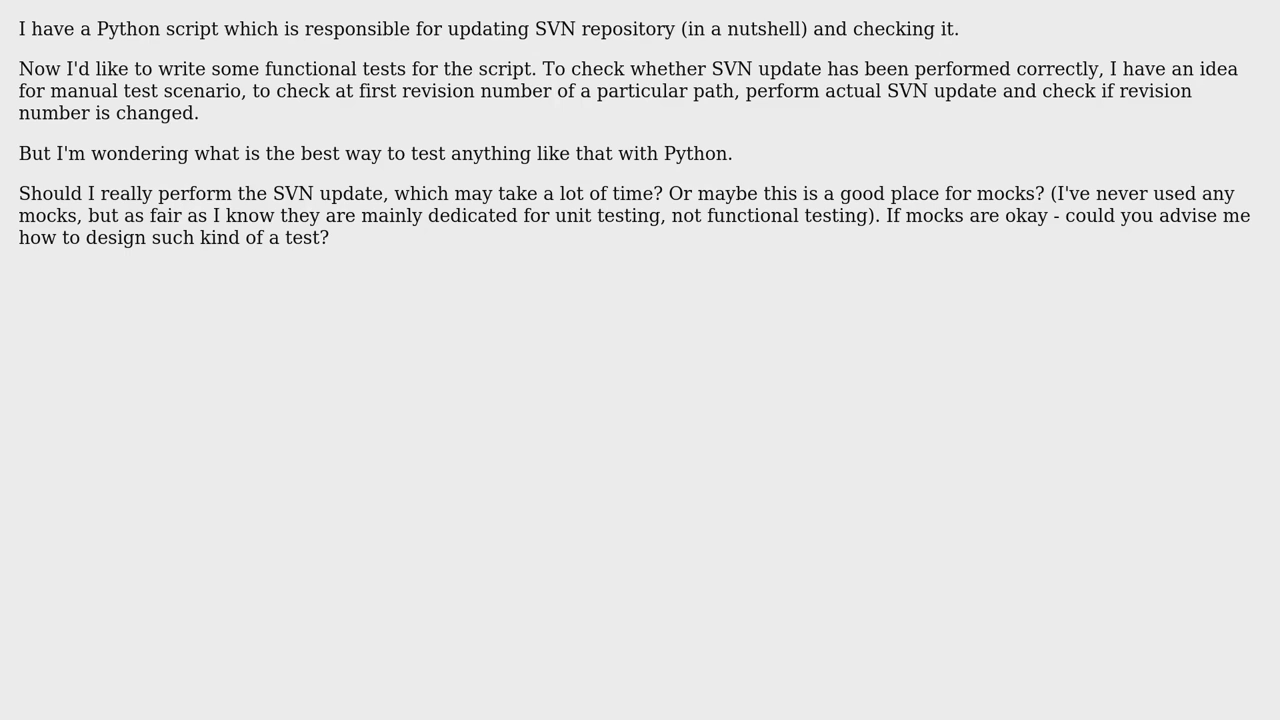 I have a Python script which is responsible for updating SVN repository (in a nutshell) and checking it.
Now I'd like to write some functional tests for the script. To check whether SVN update has been performed correctly, I have an idea
for manual test scenario, to check at first revision number of a particular path, perform actual SVN update and check if revision
number is changed.
But I'm wondering what is the best way to test anything like that with Python.
Should I really perform the SVN update, which may take a lot of time? Or maybe this is a good place for mocks? (I've never used any
mocks, but as fair as I know they are mainly dedicated for unit testing, not functional testing). If mocks are okay - could you advise me
how to design such kind of a test?